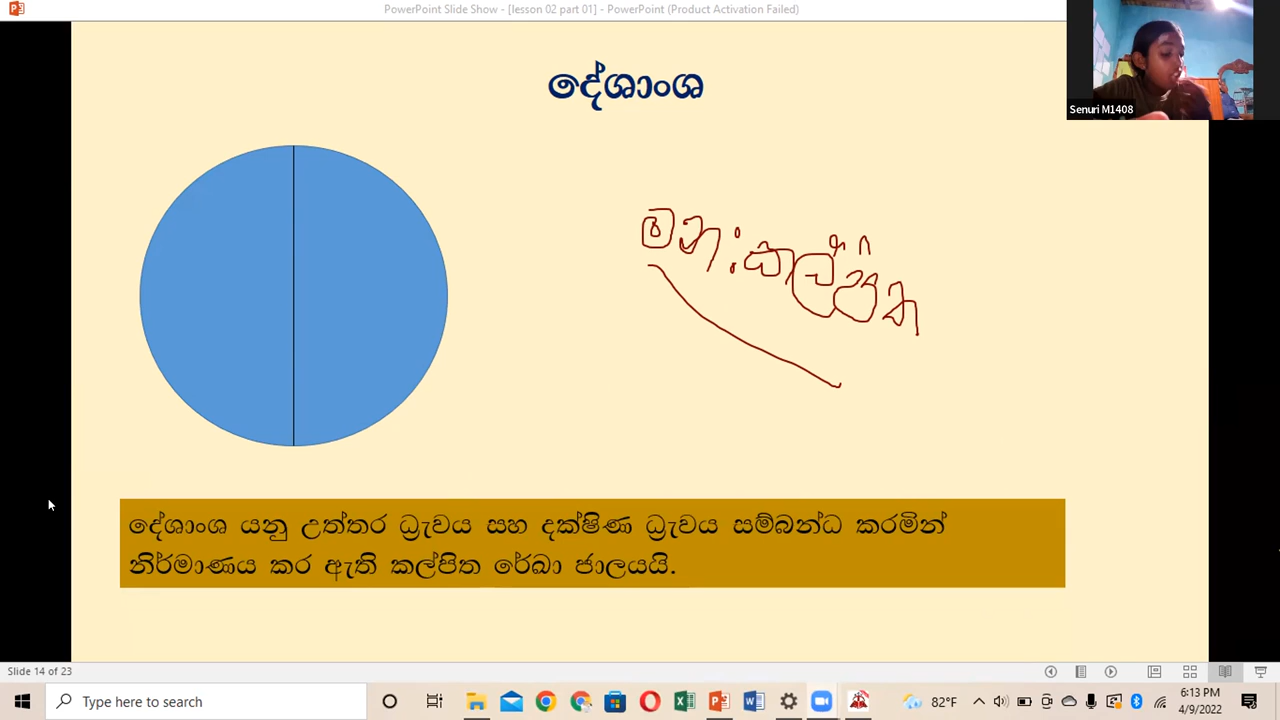 PowerPoint Slide Show - [lesson 02 part 01] - PowerPoint (Product Activation Failed)
Senuri M1408
දේශාංශ
මන:කල්පිත
දේශාංශ යනු උත්තර ධ්‍රැවය සහ දක්ෂිණ ධ්‍රැවය සම්බන්ධ කරමින්
නිර්මාණය කර ඇති කල්පිත රේඛා ජාලයයි.
Slide 14 of 23
Type here to search
82°F
6:13 PM
4/9/2022